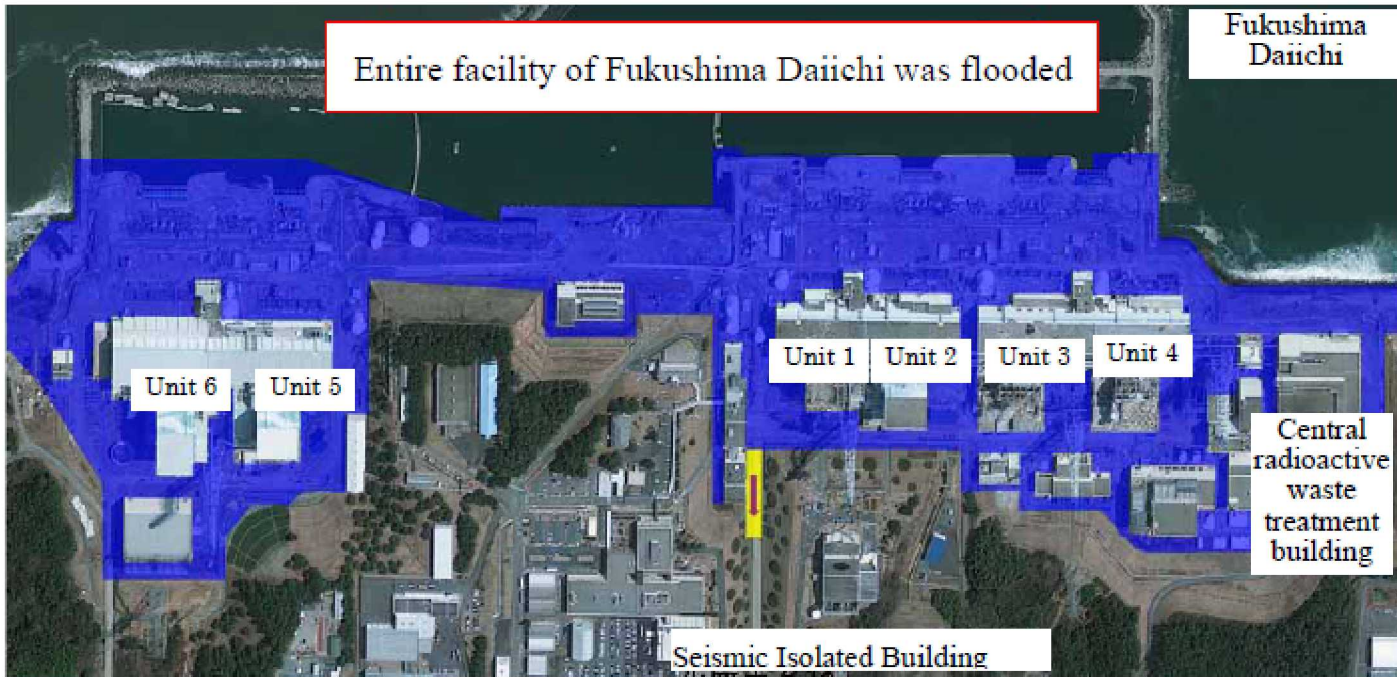 Entire facility of Fukushima Daiichi was flooded
Fukushima
Daiichi
Unit 1
Unit 2
Unit 3
Unit 4
Unit 6
Unit 5
Central
radioactive
waste
treatment
building
Seismic Isolated Building